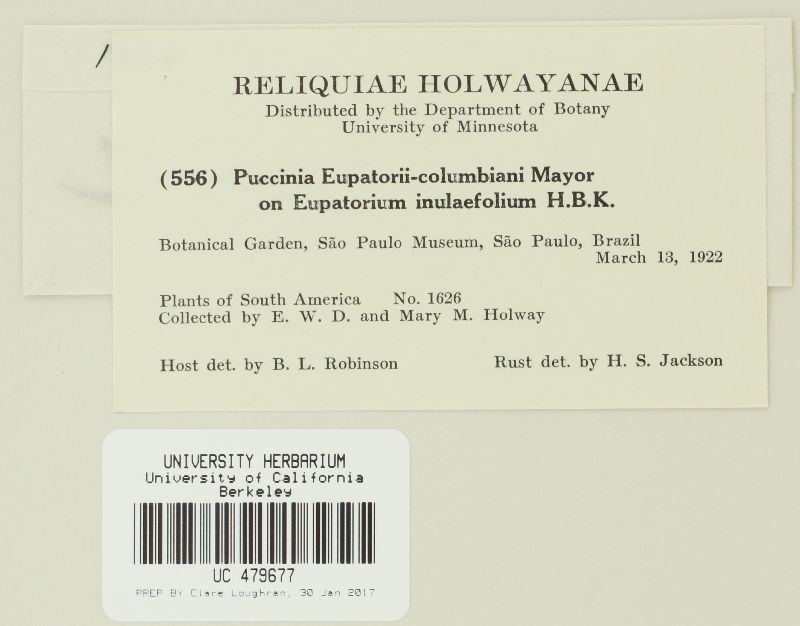 RELIQUIAE HOLWAYANAE
Distributed by the Department of Botany
University of Minnesota
(556) Puccinia Eupatorii-columbiani Mayor
on Eupatorium inulaefolium H.B.K.
Botanical Garden, São Paulo Museum, São Paulo, Brazil
March 13, 1922
Plants of South America No. 1626
Collected by E. W. D. and Mary M. Holway
Host det. by B. L. Robinson Rust det. by H. S. Jackson
UNIVERSITY HERBARIUM
University of California
Berkeley
UC 479677
PREP BY Clare Loughran, 30 Jan 2017